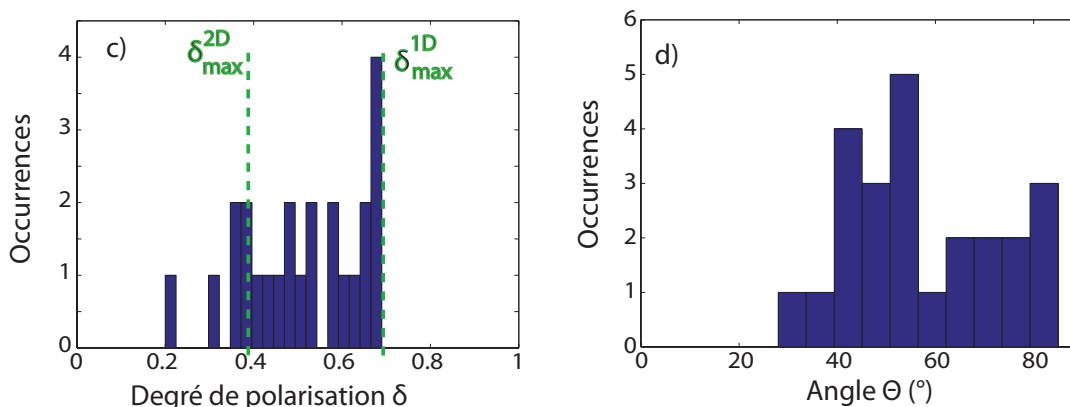 c)
δ2Dmax
δ1Dmax
Occurrences
4
3
2
1
0
0
0.2
0.4
0.6
0.8
1
Degré de polarisation δ
d)
Occurrences
6
5
4
3
2
1
0
0
20
40
60
80
Angle Θ (°)